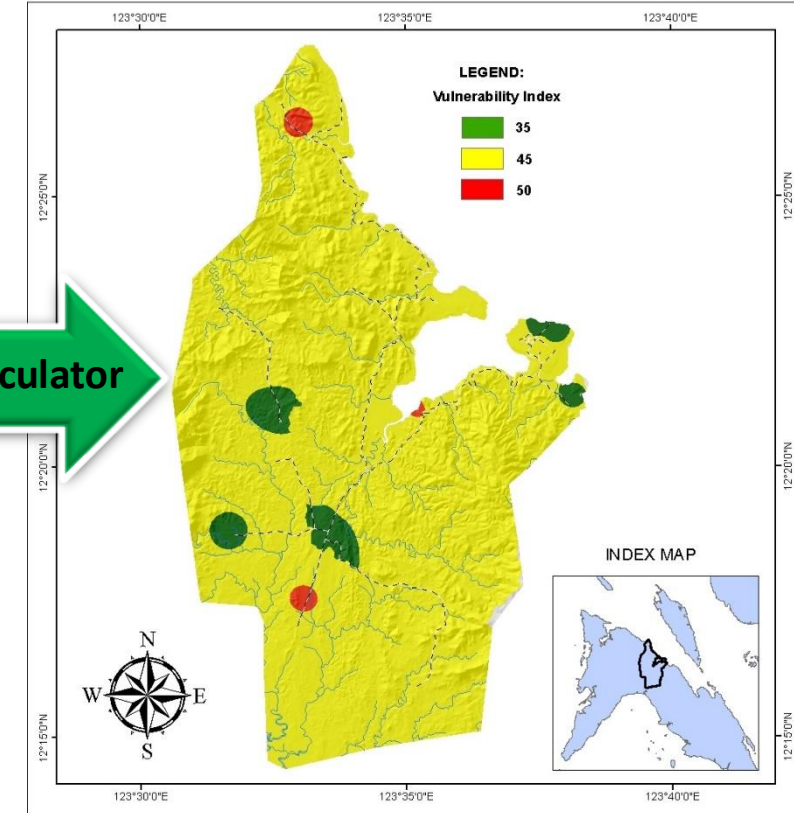 123°30'0"E 123°35'0"E 123°40'0"E
LEGEND:
Vulnerability Index
35
45
50
12°25'0"N 12°25'0"N
culator
12°20'0"N 12°20'0"N
INDEX MAP
N
W E
S
12°15'0"N 12°15'0"N
123°30'0"E 123°35'0"E 123°40'0"E